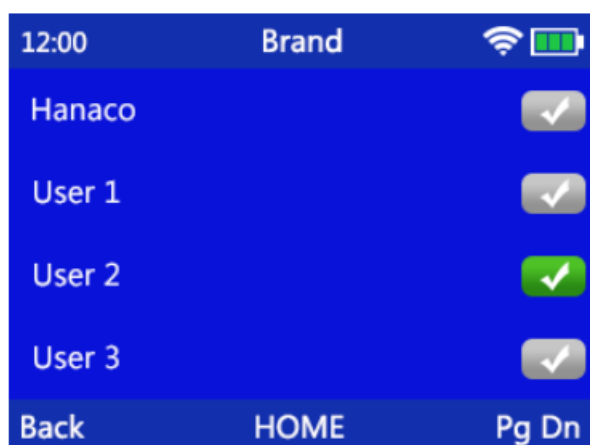 12:00 Brand
Hanaco
User 1
User 2
User 3
Back HOME Pg Dn